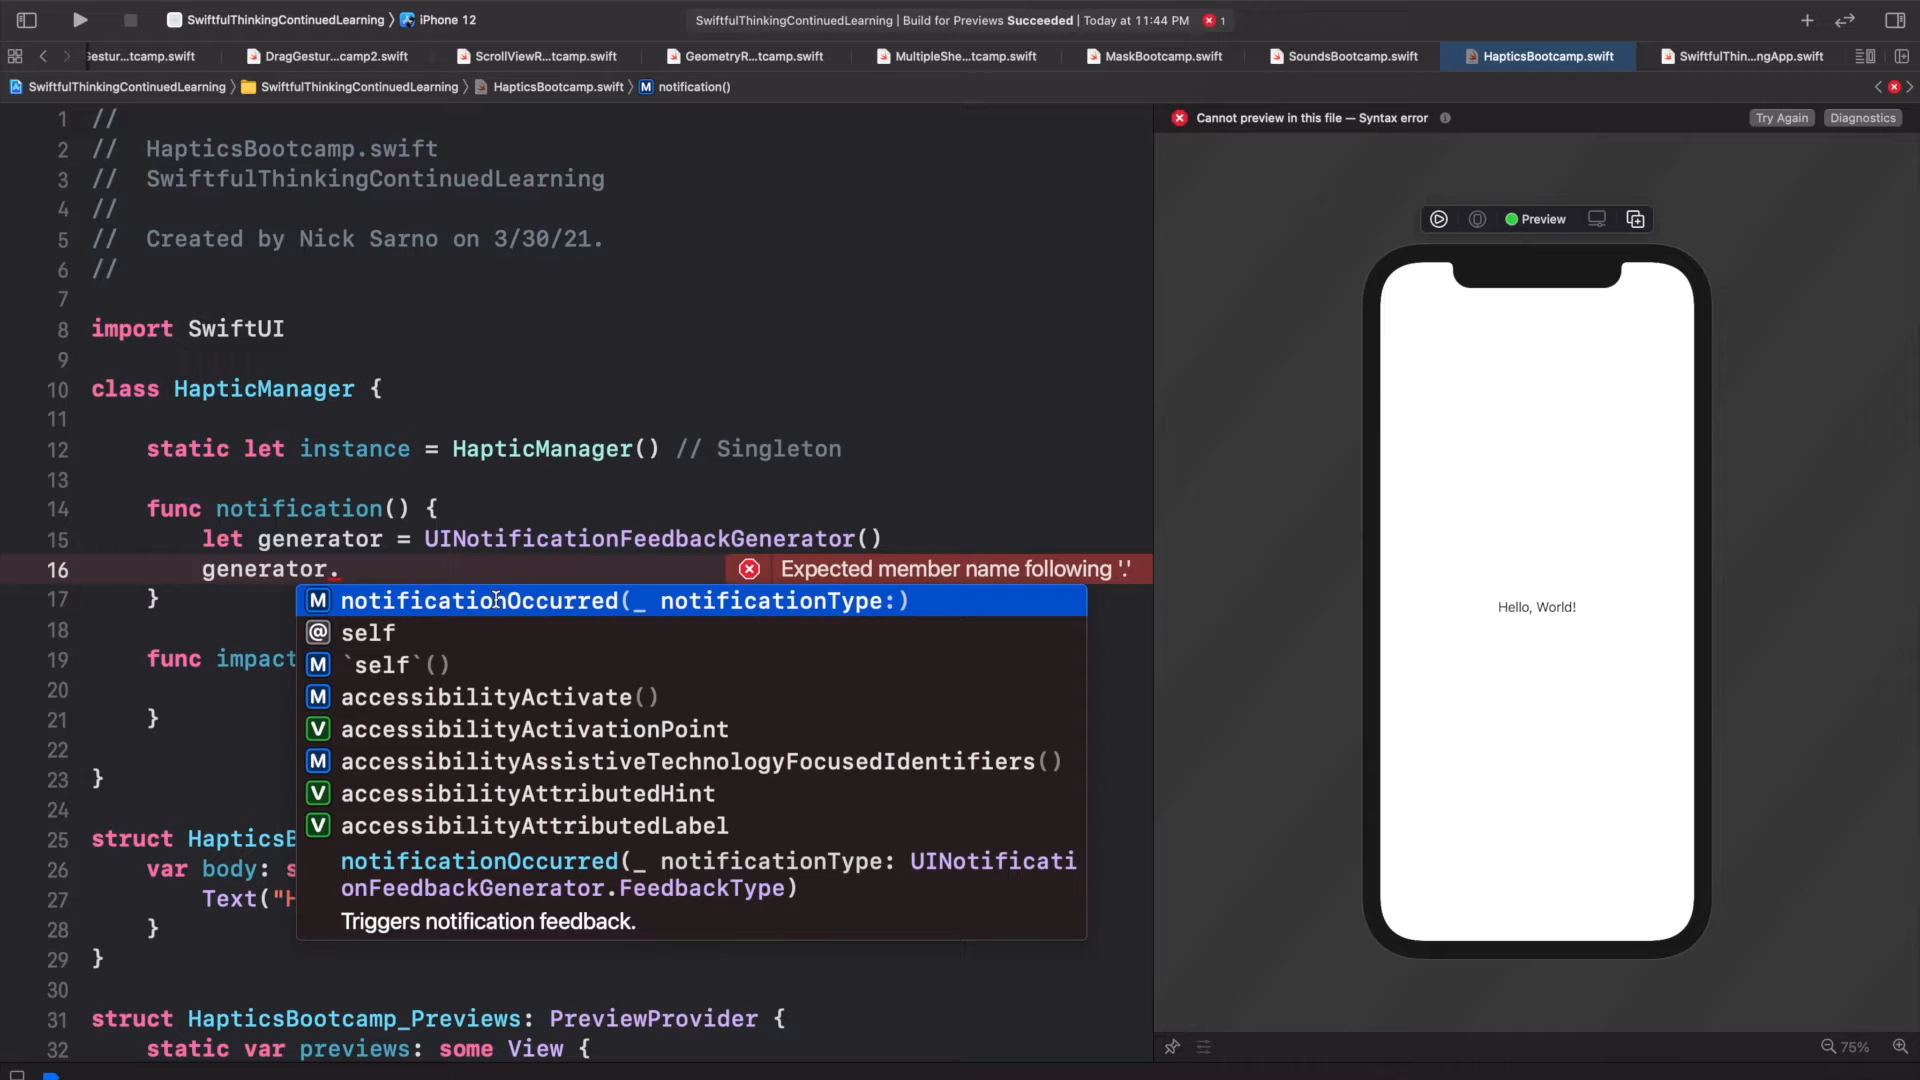 SwiftfulThinkingContinuedLearning
iPhone 12
SwiftfulThinkingContinuedLearning | Build for Previews Succeeded | Today at 11:44 PM
1
Gestur...tcamp.swift
DragGestur...camp2.swift
ScrollViewR...tcamp.swift
GeometryR...tcamp.swift
MultipleShe...tcamp.swift
MaskBootcamp.swift
SoundsBootcamp.swift
HapticsBootcamp.swift
SwiftfulThin...ngApp.swift
SwiftfulThinkingContinuedLearning
SwiftfulThinkingContinuedLearning
HapticsBootcamp.swift
M notification()
1 //
2 // HapticsBootcamp.swift
3 // SwiftfulThinkingContinuedLearning
4 //
5 // Created by Nick Sarno on 3/30/21.
6 //
7
8 import SwiftUI
9
10 class HapticManager {
11
12 static let instance = HapticManager() // Singleton
13
14 func notification() {
15 let generator = UINotificationFeedbackGenerator()
16 generator.
Expected member name following '.'
17 }
18
19 func impact
20
21 }
22
23 }
24
25 struct HapticsB
26 var body: s
27 Text("H
28 }
29 }
30
31 struct HapticsBootcamp_Previews: PreviewProvider {
32 static var previews: some View {
M notificationOccurred(_ notificationType:)
@ self
M `self`()
M accessibilityActivate()
V accessibilityActivationPoint
M accessibilityAssistiveTechnologyFocusedIdentifiers()
V accessibilityAttributedHint
V accessibilityAttributedLabel
notificationOccurred(_ notificationType: UINotificati
onFeedbackGenerator.FeedbackType)
Triggers notification feedback.
Cannot preview in this file — Syntax error
Try Again
Diagnostics
Preview
Hello, World!
75%